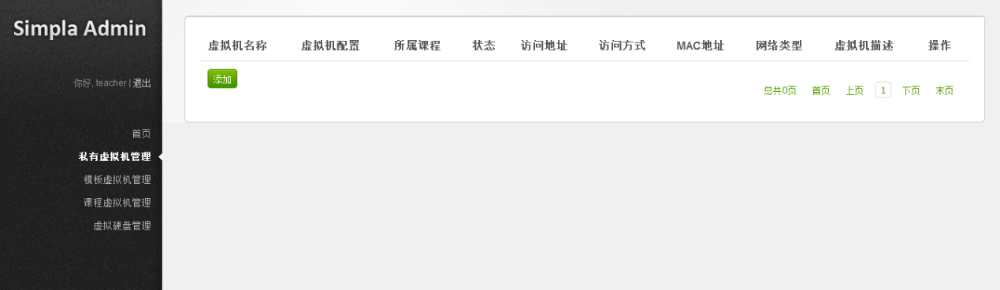 Simpla Admin
你好, teacher | 退出
首页
私有虚拟机管理
模板虚拟机管理
课程虚拟机管理
虚拟硬盘管理
虚拟机名称 虚拟机配置 所属课程 状态 访问地址 访问方式 MAC地址 网络类型 虚拟机描述 操作
添加
总共0页 首页 上页 1 下页 末页